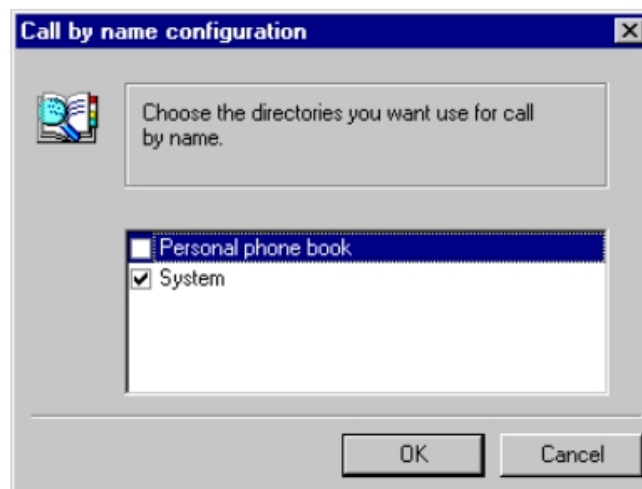 Call by name configuration
Choose the directories you want use for call
by name.
Personal phone book
System
OK
Cancel